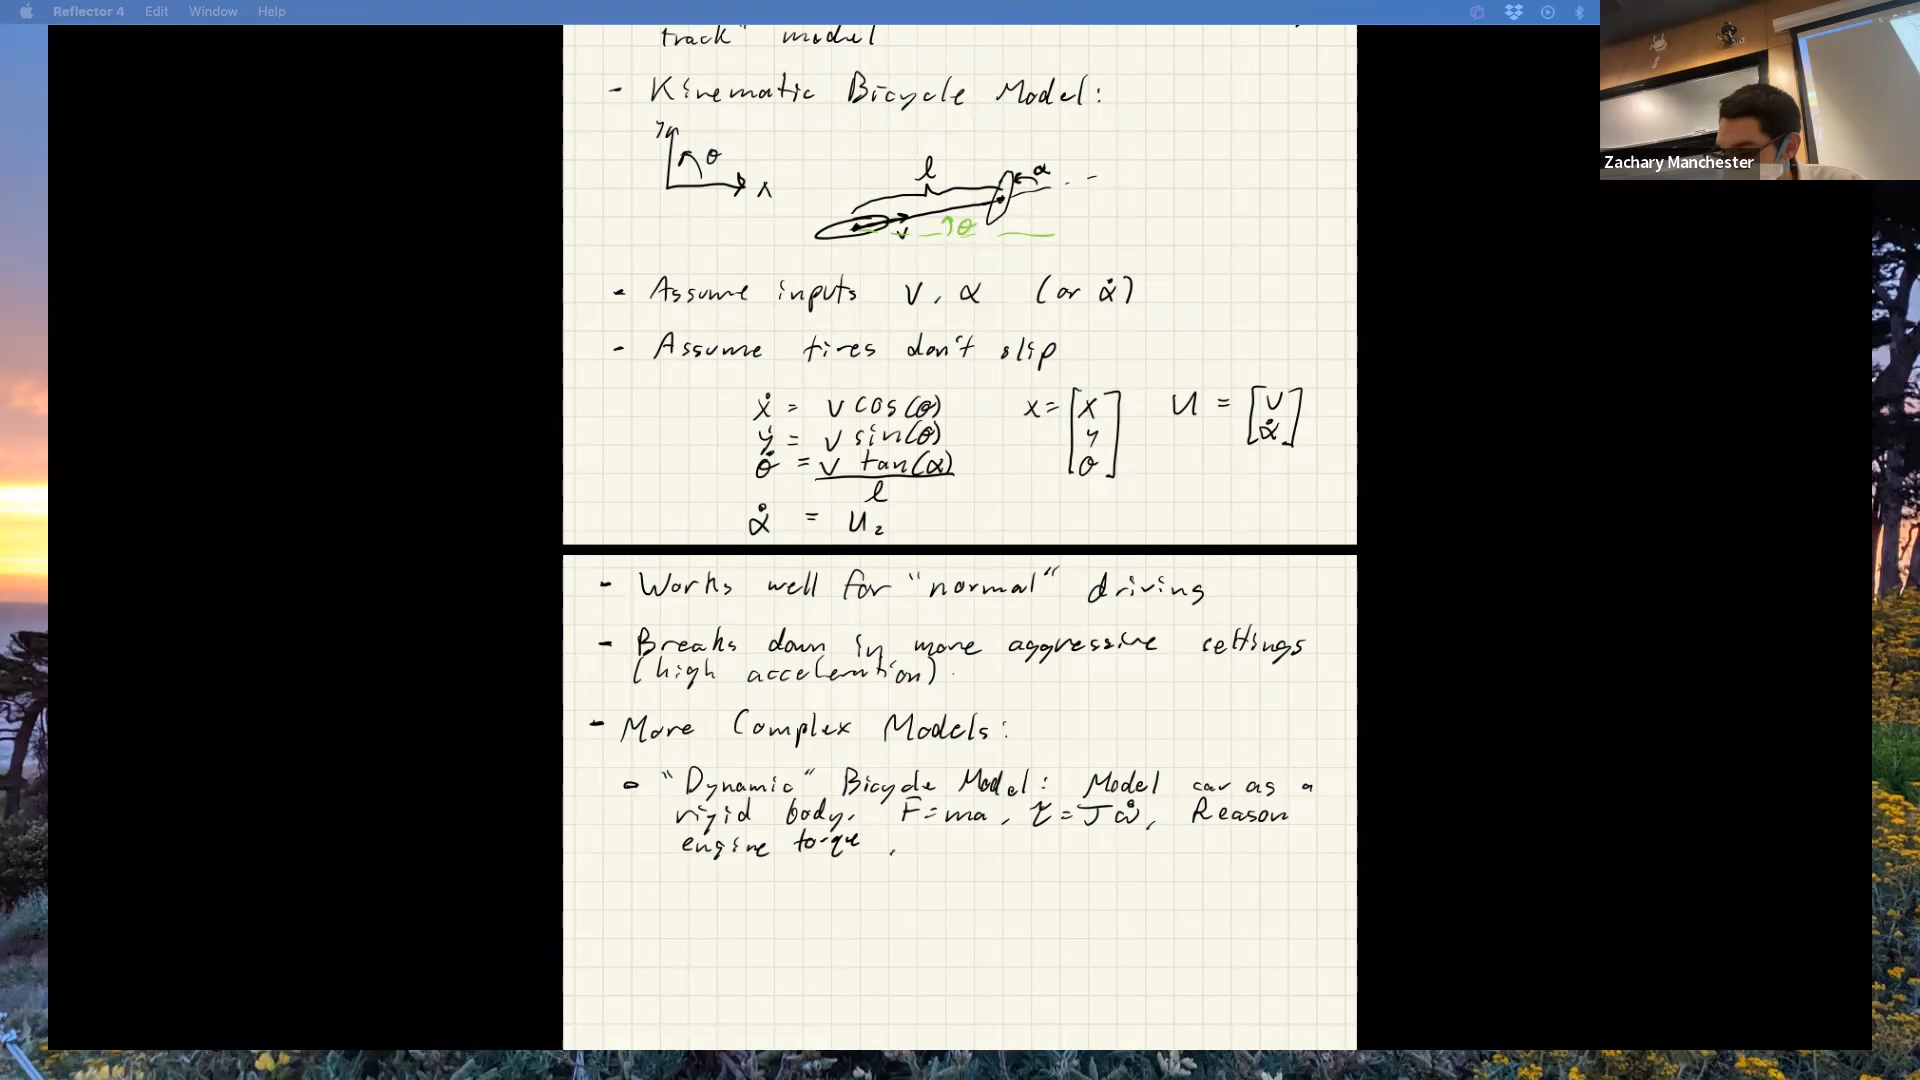 Reflector 4 Edit Window Help
Zachary Manchester
track" model
- Kinematic Bicycle Model:
y θ x
l α
v θ
- Assume inputs v, α (or α̇)
- Assume tires don't slip
ẋ = v cos(θ) x = [x y θ] u = [v α̇]
ẏ = v sin(θ)
θ̇ = v tan(α) / l
α̇ = u₂
- Works well for "normal" driving
- Breaks down in more aggressive settings
(high acceleration).
- More Complex Models:
o "Dynamic" Bicycle Model: Model car as a
rigid body. F=ma, τ=Jω̇, Reason
engine torque,